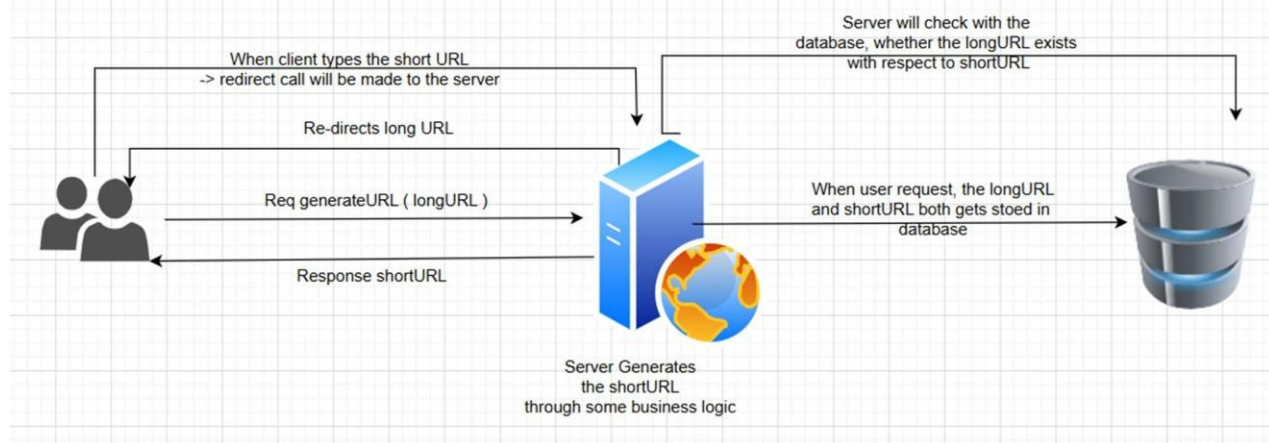 When client types the short URL
-> redirect call will be made to the server
Server will check with the
database, whether the longURL exists
with respect to shortURL
Re-directs long URL
Req generateURL ( longURL )
When user request, the longURL
and shortURL both gets stoed in
database
Response shortURL
Server Generates
the shortURL
through some business logic